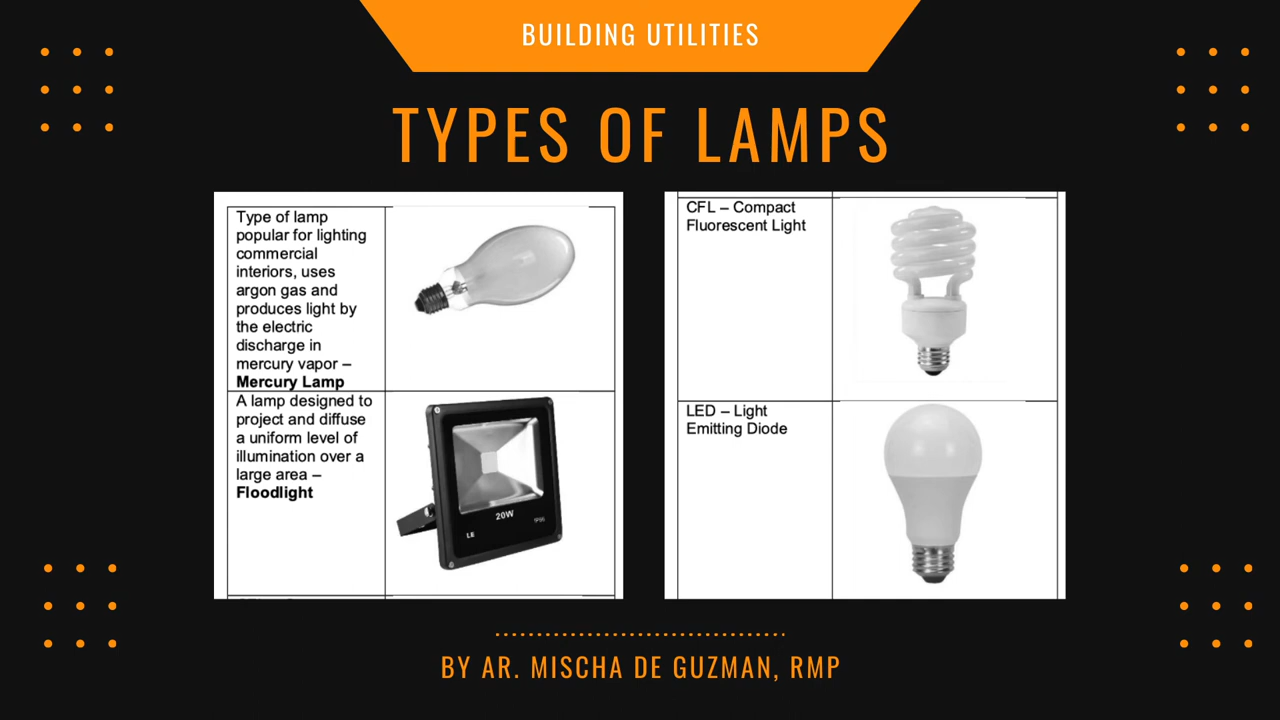 BUILDING UTILITIES
TYPES OF LAMPS
Type of lamp
popular for lighting
commercial
interiors, uses
argon gas and
produces light by
the electric
discharge in
mercury vapor –
Mercury Lamp
A lamp designed to
project and diffuse
a uniform level of
illumination over a
large area –
Floodlight
20W
LE
CFL – Compact
Fluorescent Light
LED – Light
Emitting Diode
BY AR. MISCHA DE GUZMAN, RMP